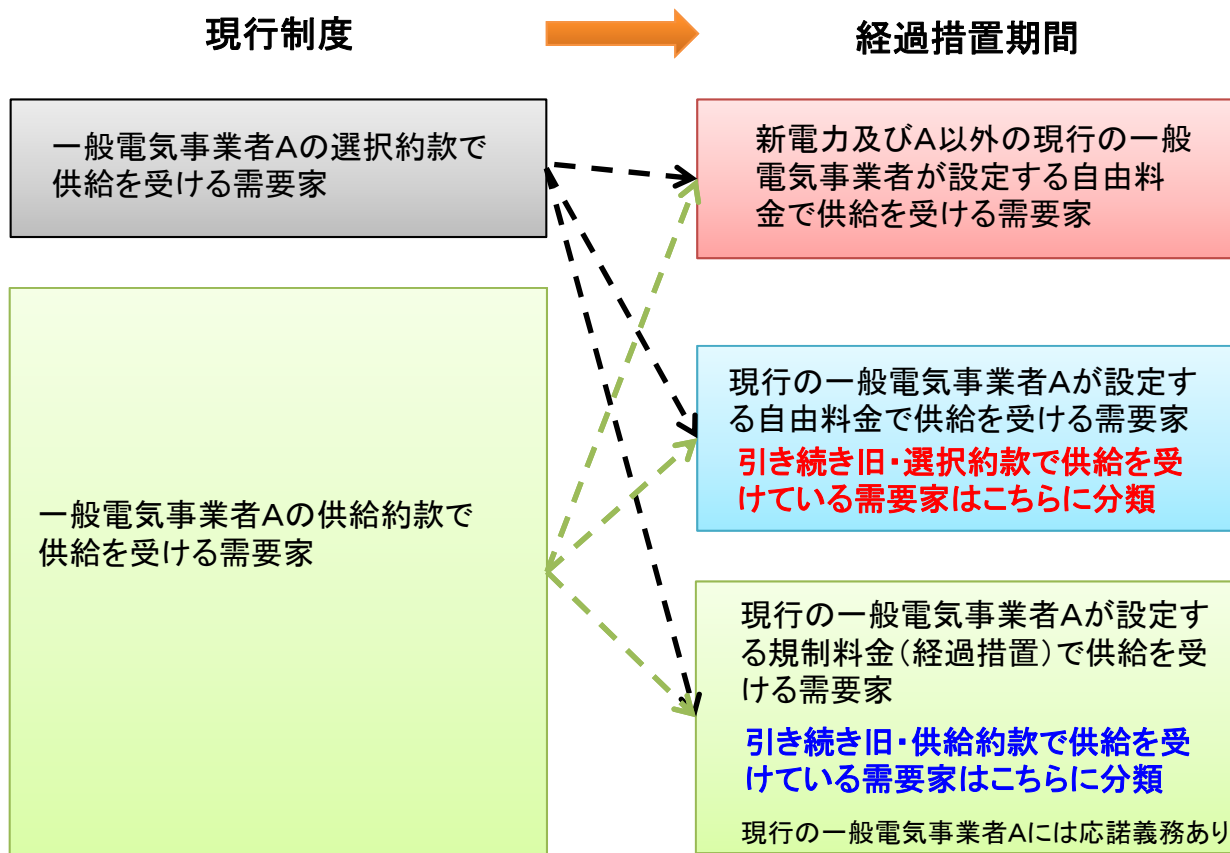 現行制度
経過措置期間
一般電気事業者Aの選択約款で
供給を受ける需要家
一般電気事業者Aの供給約款で
供給を受ける需要家
新電力及びA以外の現行の一般
電気事業者が設定する自由料
金で供給を受ける需要家
現行の一般電気事業者Aが設定す
る自由料金で供給を受ける需要家
引き続き旧・選択約款で供給を受
けている需要家はこちらに分類
現行の一般電気事業者Aが設定す
る規制料金(経過措置)で供給を受
ける需要家
引き続き旧・供給約款で供給を受
けている需要家はこちらに分類
現行の一般電気事業者Aには応諾義務あり